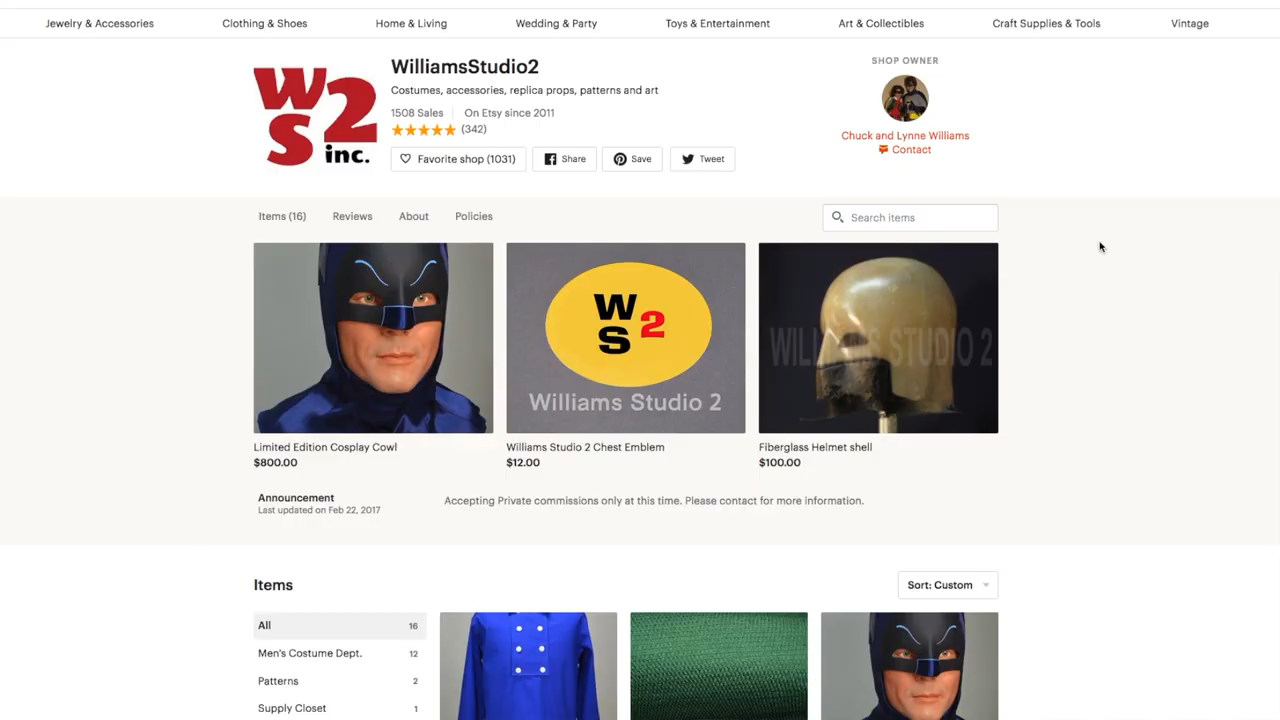 Jewelry & Accessories Clothing & Shoes Home & Living Wedding & Party Toys & Entertainment Art & Collectibles Craft Supplies & Tools Vintage
WS2 inc.
WilliamsStudio2
Costumes, accessories, replica props, patterns and art
1508 Sales On Etsy since 2011
(342)
Favorite shop (1031) Share Save Tweet
SHOP OWNER
Chuck and Lynne Williams
Contact
Items (16) Reviews About Policies Search items
WS2
Williams Studio 2
WILLIAMS STUDIO 2
Limited Edition Cosplay Cowl Williams Studio 2 Chest Emblem Fiberglass Helmet shell
$800.00 $12.00 $100.00
Announcement Accepting Private commissions only at this time. Please contact for more information.
Last updated on Feb 22, 2017
Items Sort: Custom
All 16
Men's Costume Dept. 12
Patterns 2
Supply Closet 1